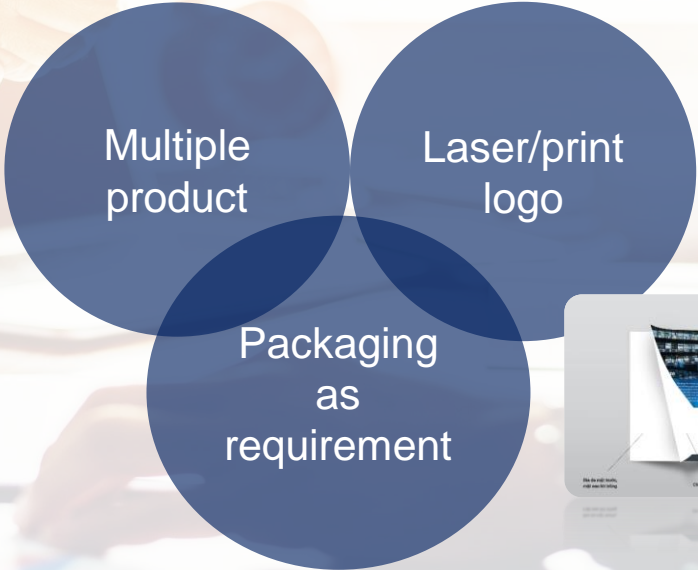 Multiple
product
Laser/print
logo
Packaging
as
requirement